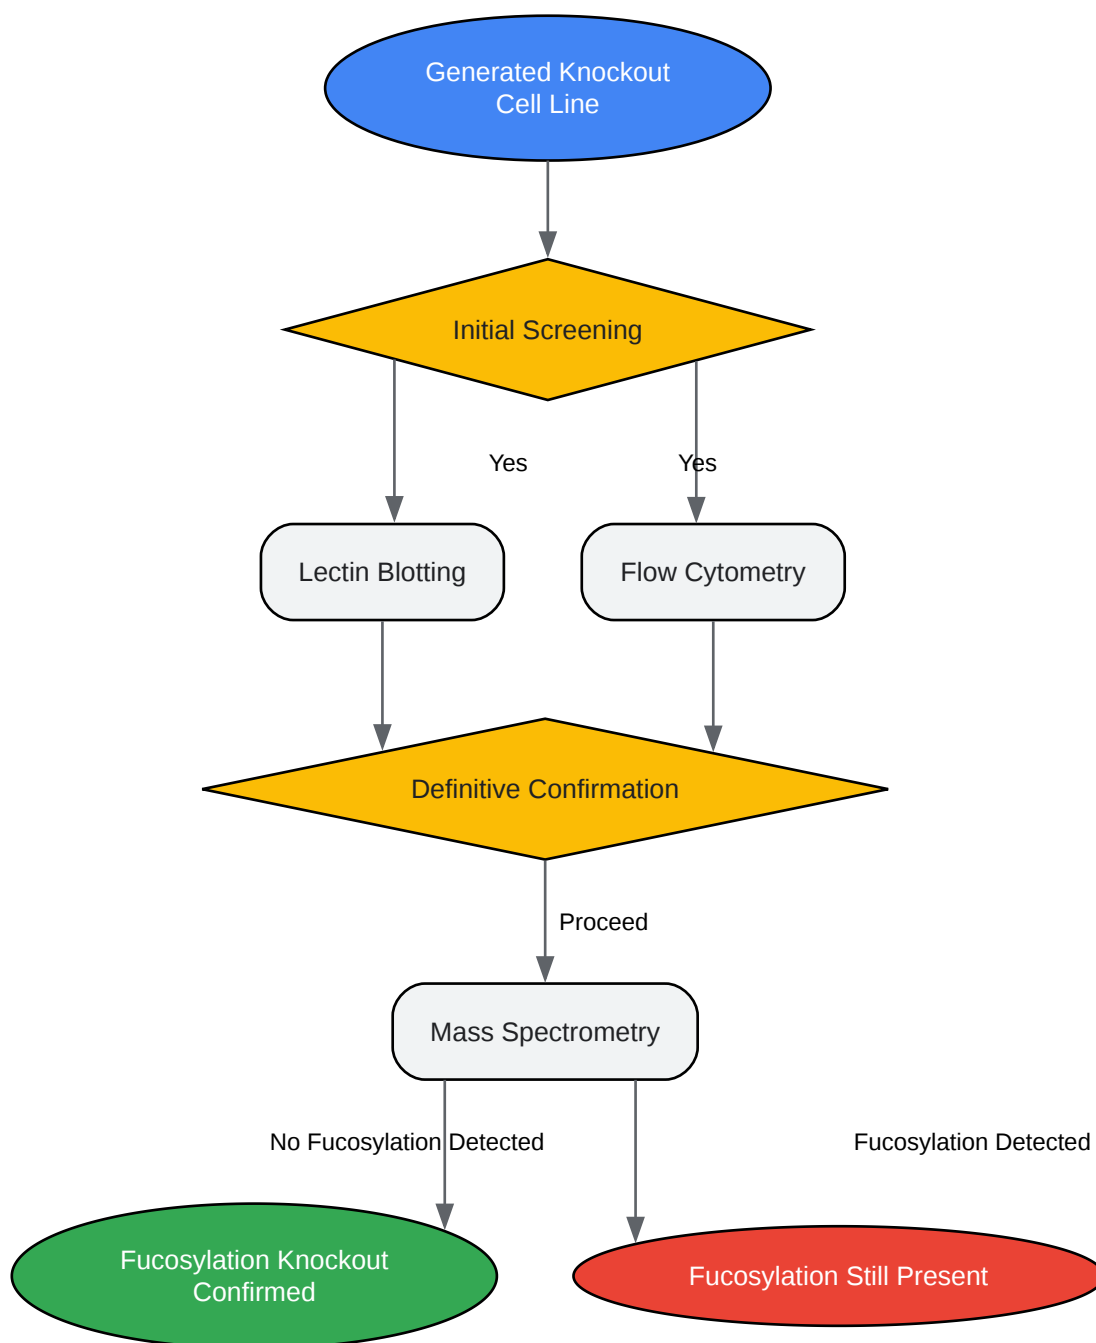 Generated Knockout
Cell Line
Initial Screening
Yes
Yes
Lectin Blotting
Flow Cytometry
Definitive Confirmation
Proceed
Mass Spectrometry
No Fucosylation Detected
Fucosylation Detected
Fucosylation Knockout
Confirmed
Fucosylation Still Present